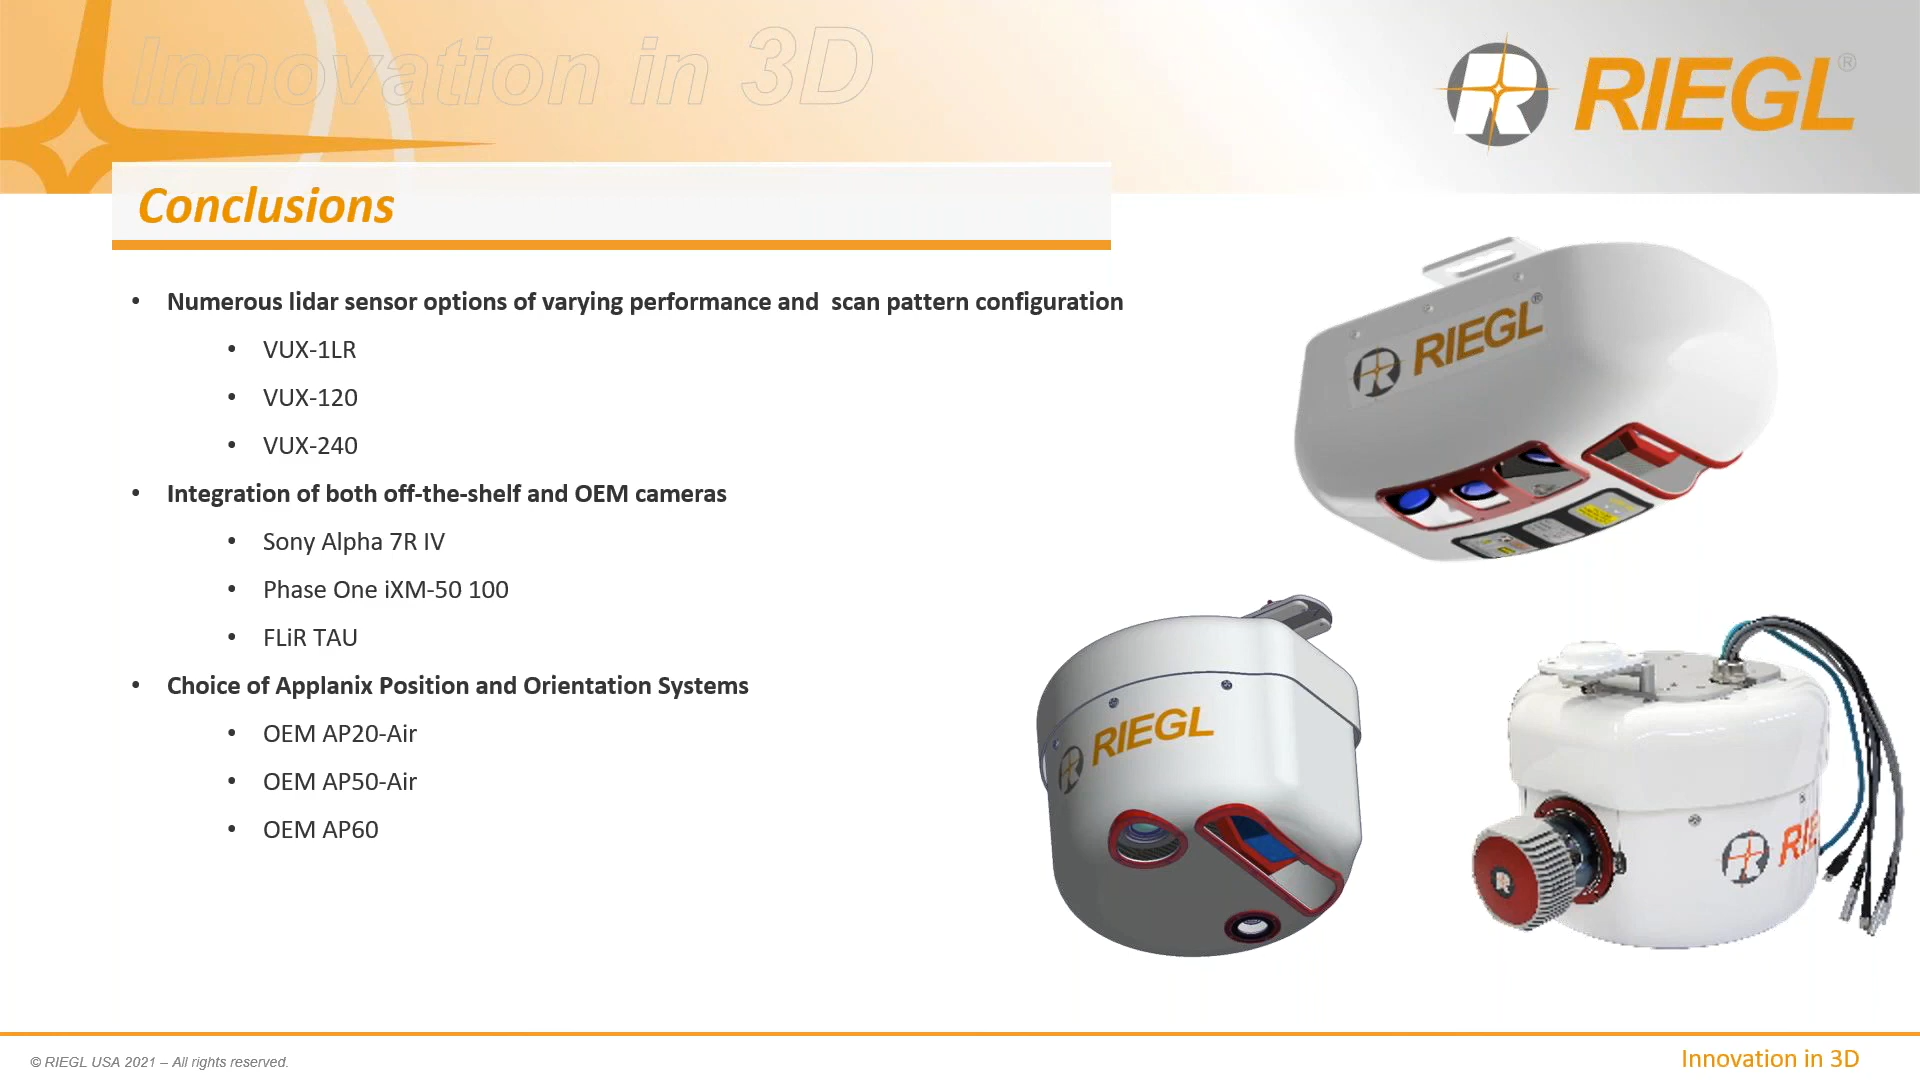 Innovation in 3D
RIEGL®
Conclusions
• Numerous lidar sensor options of varying performance and  scan pattern configuration
• VUX-1LR
• VUX-120
• VUX-240
• Integration of both off-the-shelf and OEM cameras
• Sony Alpha 7R IV
• Phase One iXM-50 100
• FLiR TAU
• Choice of Applanix Position and Orientation Systems
• OEM AP20-Air
• OEM AP50-Air
• OEM AP60
RIEGL®
RIEGL
RIE
© RIEGL USA 2021 – All rights reserved.
Innovation in 3D